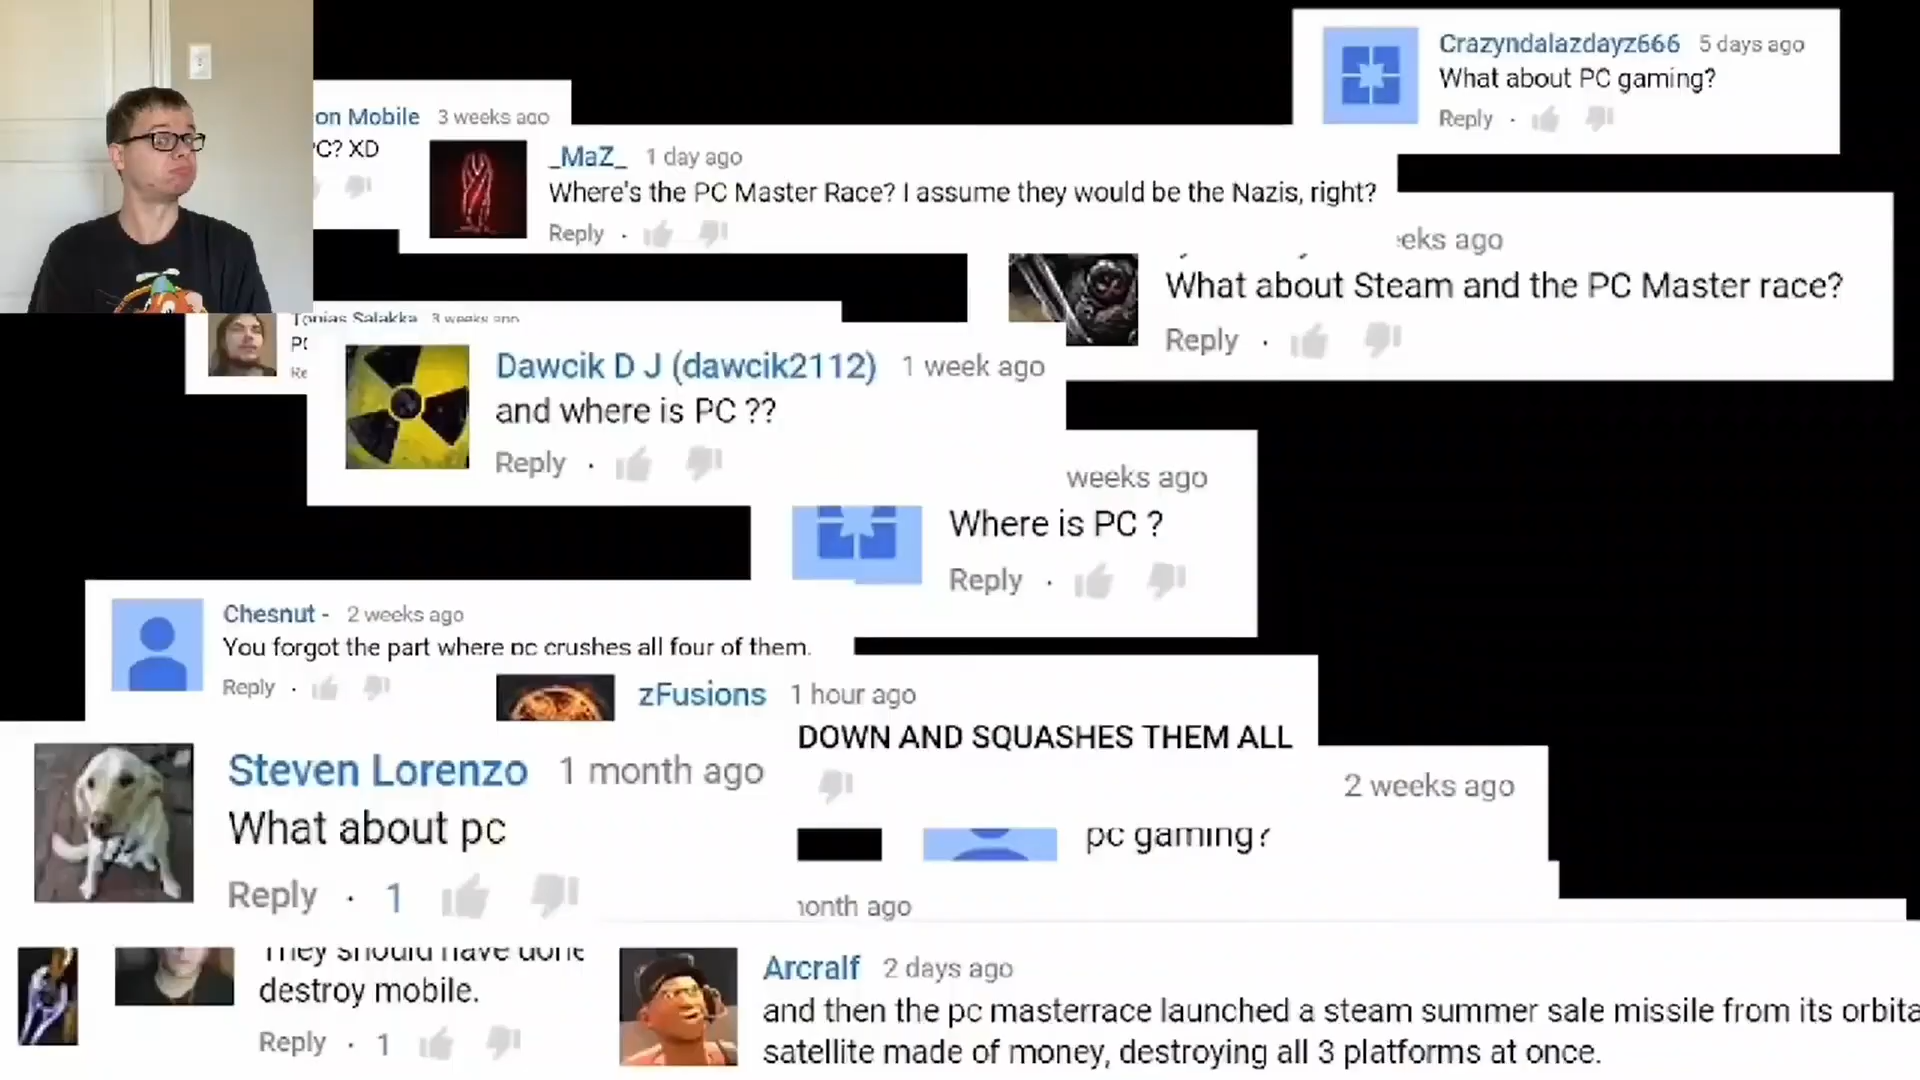 Crazyndalazdayz666 5 days ago
What about PC gaming?
Reply
on Mobile 3 weeks ago
PC? XD
_MaZ_ 1 day ago
Where's the PC Master Race? I assume they would be the Nazis, right?
Reply
eks ago
What about Steam and the PC Master race?
Reply
Tobias Salakka 3 weeks ago
PC
Re
Dawcik D J (dawcik2112) 1 week ago
and where is PC ??
Reply
weeks ago
Where is PC ?
Reply
Chesnut - 2 weeks ago
You forgot the part where pc crushes all four of them.
Reply
zFusions 1 hour ago
DOWN AND SQUASHES THEM ALL
Steven Lorenzo 1 month ago
What about pc
Reply · 1
2 weeks ago
pc gaming?
month ago
They should have done
destroy mobile.
Reply · 1
Arcralf 2 days ago
and then the pc masterrace launched a steam summer sale missile from its orbita
satellite made of money, destroying all 3 platforms at once.